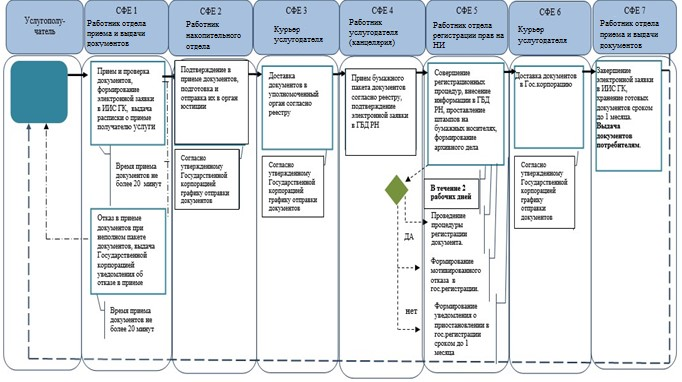 Услугополу-
чатель
СФЕ 1
Работник отдела
приема и выдачи
документов
СФЕ 2
Работник
накопительного
отдела
СФЕ 3
Курьер
услугодателя
СФЕ 4
Работник
услугодателя
(канцелярия)
СФЕ 5
Работник отдела
регистрации прав на
НИ
СФЕ 6
Курьер
услугодателя
СФЕ 7
Работник отдела
приема и выдачи
документов
Прием и проверка
документов,
формирование
электронной заявки
в ИИС ГК, выдача
расписки о приеме
получателю услуги
Время приема
документов не
более 20 минут
Отказ в приеме
документов при
неполном пакете
документов, выдача
Государственной
корпорацией
уведомления об
отказе в приеме
Время приема
документов не
более 20 минут
Подтверждение в
приеме документов,
подготовка и
отправка их в орган
юстиции
Согласно
утвержденному
Государственной
корпорацией
графику отправки
документов
Доставка
документов в
уполномоченный
орган согласно
реестру
Согласно
утвержденному
Государственной
корпорацией
графику отправки
документов
Прием бумажного
пакета документов
согласно реестру,
подтверждение
электронной заявки
в ГБД РН
Совершение
регистрационных
процедур, внесение
информации в ГБД
РН, проставление
штампов на
бумажных носителях,
формирование
архивного дела
В течение 2
рабочих дней
ДА
Проведение
процедуры
регистрации
документа.
Формирование
мотивированного
отказа в
гос.регистрации.
нет
Формирование
уведомления о
приостановлении в
гос.регистрации
сроком до 1
месяца
Доставка документов
в Гос.корпорацию
Согласно
утвержденному
Государственной
корпорацией
графику
отправки
документов
Завершение
электронной заявки
в ИИС ГК,
хранение готовых
документов сроком
до 1 месяца.
Выдача
документов
потребителям.